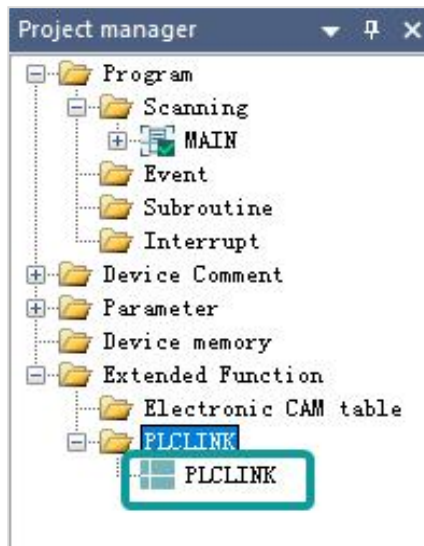 Project manager
Program
Scanning
MAIN
Event
Subroutine
Interrupt
Device Comment
Parameter
Device memory
Extended Function
Electronic CAM table
PLCLINK
PLCLINK